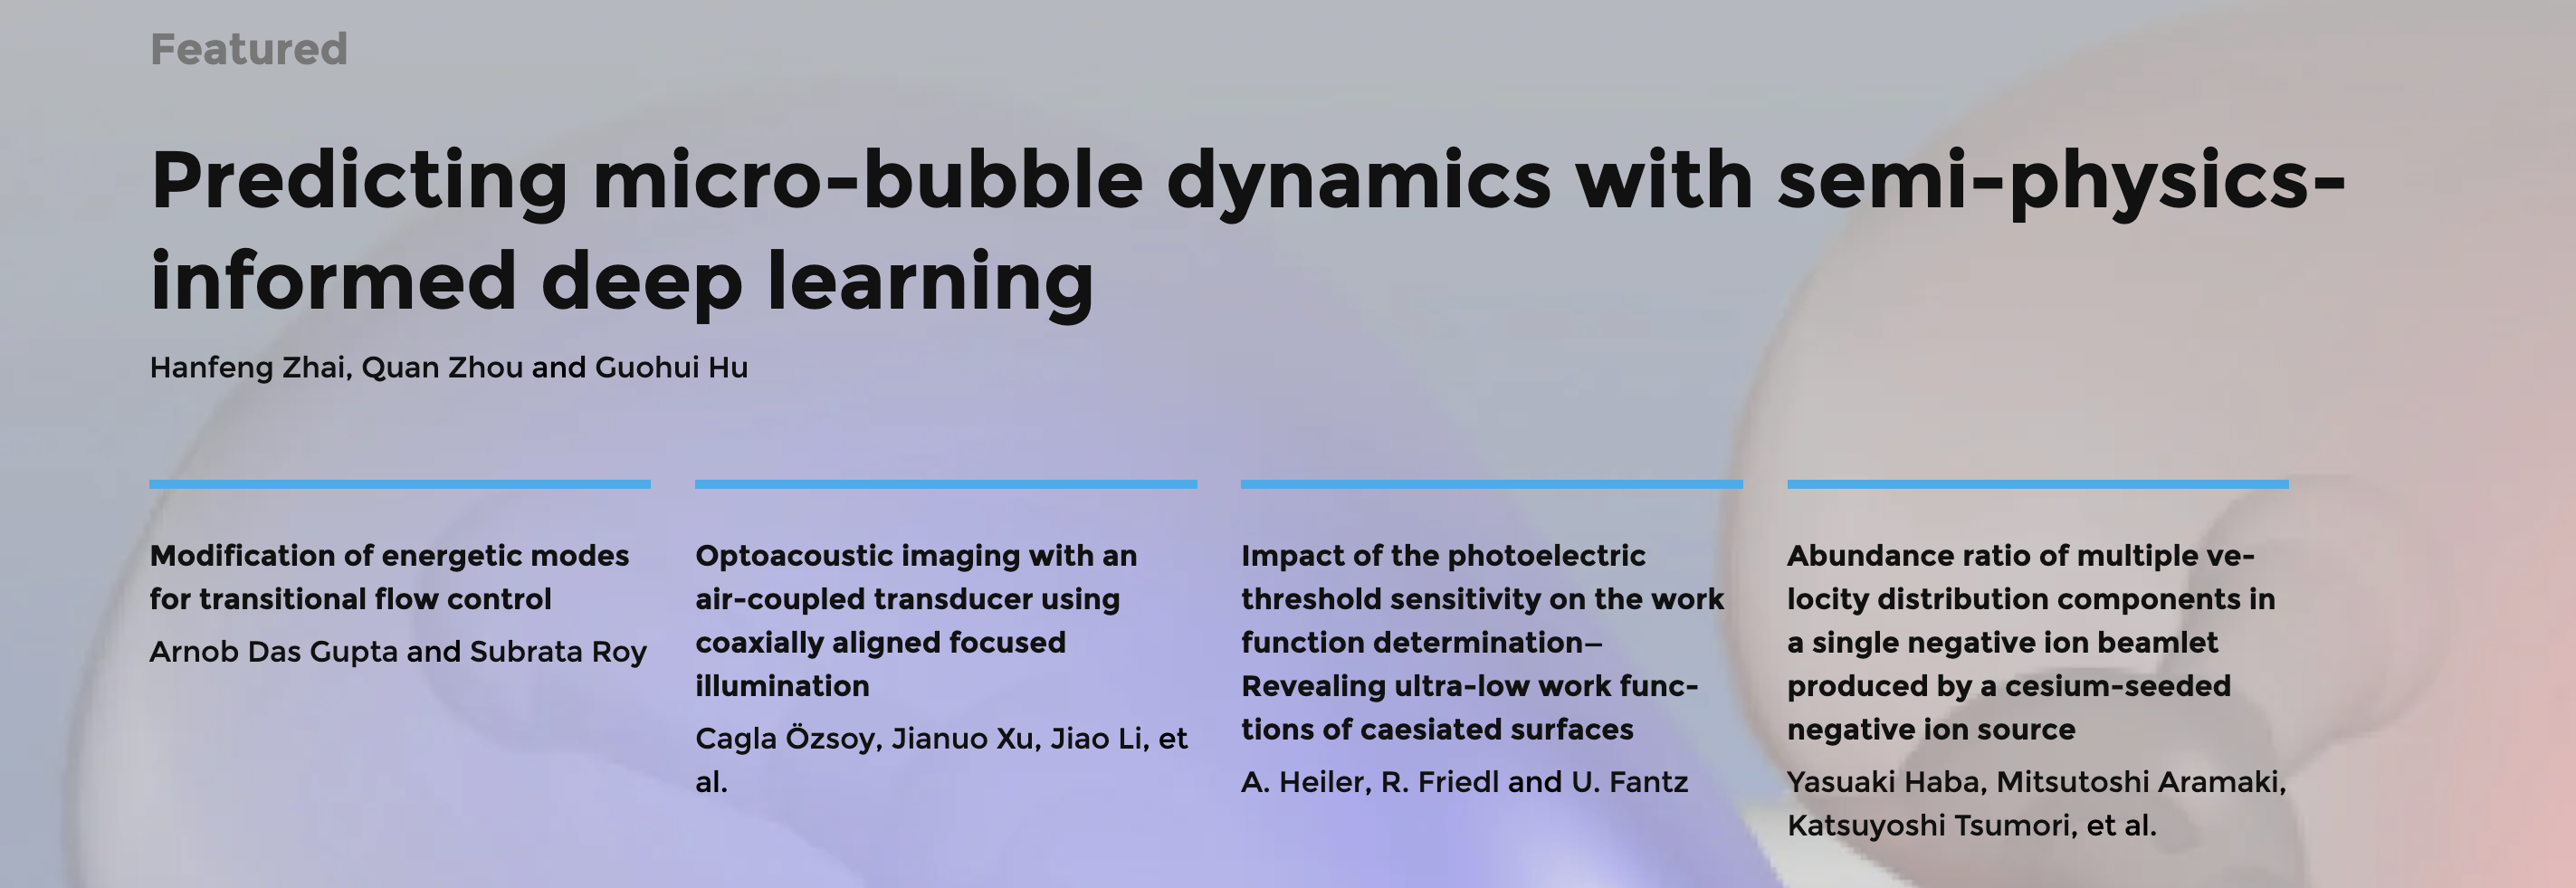 Featured
Predicting micro-bubble dynamics with semi-physics-
informed deep learning
Hanfeng Zhai, Quan Zhou and Guohui Hu
Modification of energetic modes
for transitional flow control
Arnob Das Gupta and Subrata Roy
Optoacoustic imaging with an
air-coupled transducer using
coaxially aligned focused
illumination
Cagla Özsoy, Jianuo Xu, Jiao Li, et
al.
Impact of the photoelectric
threshold sensitivity on the work
function determination—
Revealing ultra-low work func-
tions of caesiated surfaces
A. Heiler, R. Friedl and U. Fantz
Abundance ratio of multiple ve-
locity distribution components in
a single negative ion beamlet
produced by a cesium-seeded
negative ion source
Yasuaki Haba, Mitsutoshi Aramaki,
Katsuyoshi Tsumori, et al.